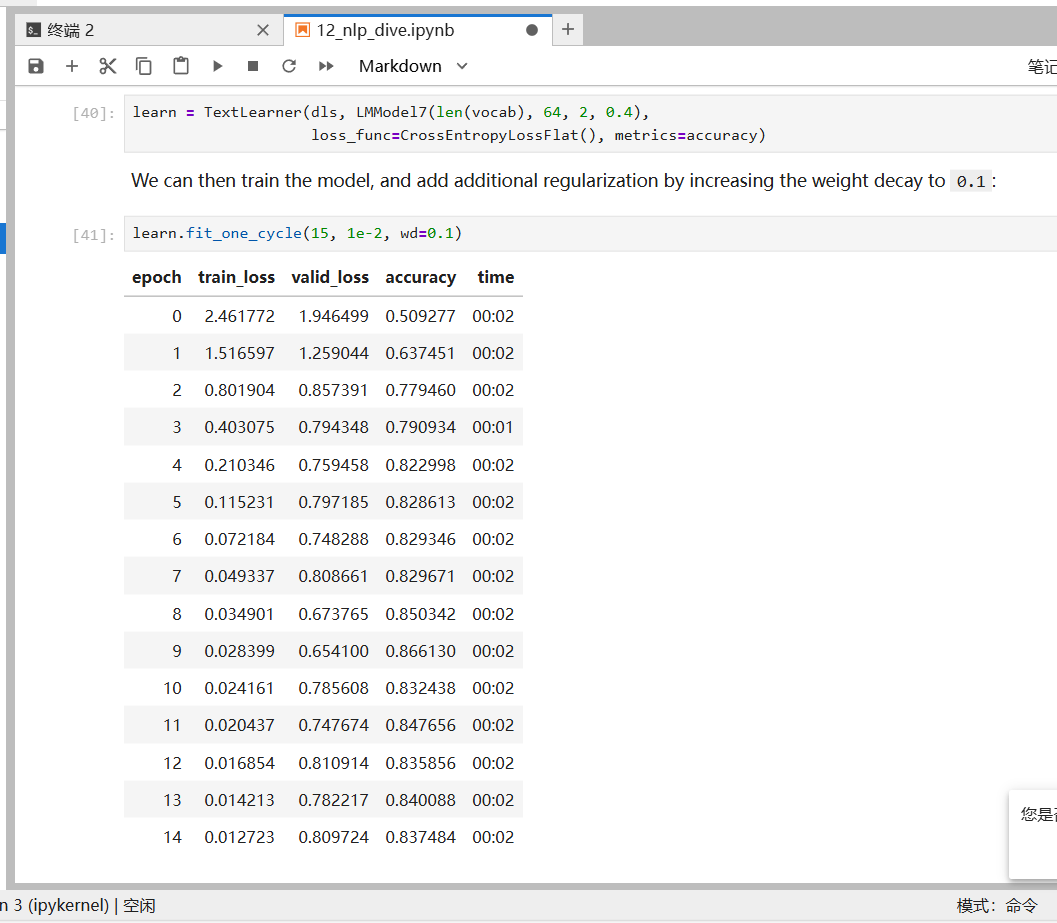 终端 2
12_nlp_dive.ipynb
Markdown
笔记
[40]:
learn = TextLearner(dls, LMModel7(len(vocab), 64, 2, 0.4),
loss_func=CrossEntropyLossFlat(), metrics=accuracy)
We can then train the model, and add additional regularization by increasing the weight decay to 0.1:
[41]:
learn.fit_one_cycle(15, 1e-2, wd=0.1)
epoch train_loss valid_loss accuracy time
0 2.461772 1.946499 0.509277 00:02
1 1.516597 1.259044 0.637451 00:02
2 0.801904 0.857391 0.779460 00:02
3 0.403075 0.794348 0.790934 00:01
4 0.210346 0.759458 0.822998 00:02
5 0.115231 0.797185 0.828613 00:02
6 0.072184 0.748288 0.829346 00:02
7 0.049337 0.808661 0.829671 00:02
8 0.034901 0.673765 0.850342 00:02
9 0.028399 0.654100 0.866130 00:02
10 0.024161 0.785608 0.832438 00:02
11 0.020437 0.747674 0.847656 00:02
12 0.016854 0.810914 0.835856 00:02
13 0.014213 0.782217 0.840088 00:02
14 0.012723 0.809724 0.837484 00:02
您是否
n 3 (ipykernel) | 空闲
模式: 命令